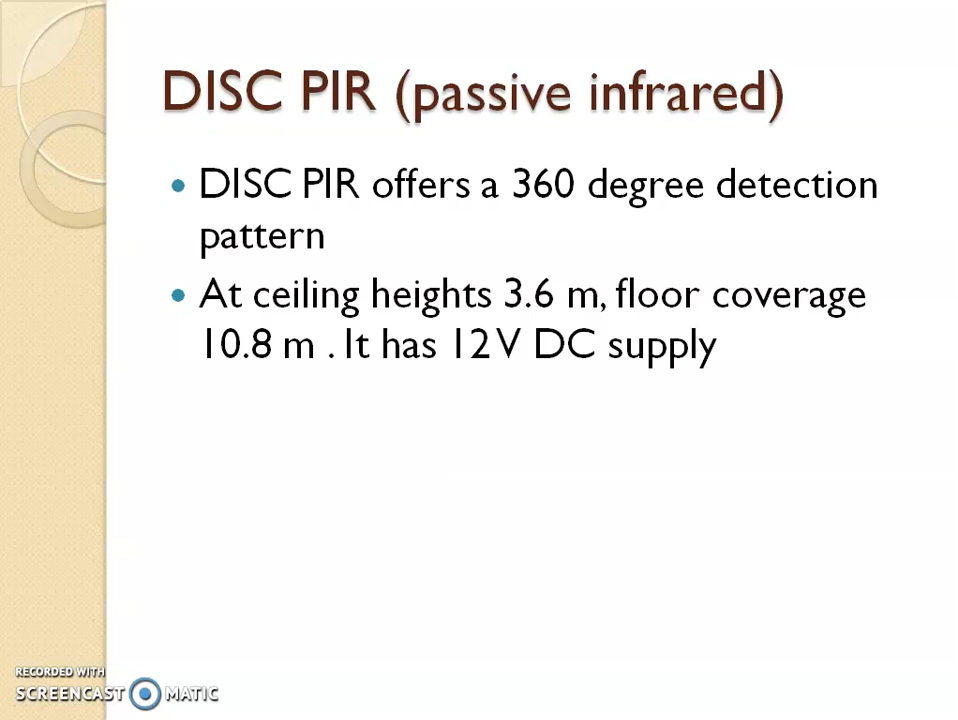 DISC PIR (passive infrared)
• DISC PIR offers a 360 degree detection
pattern
• At ceiling heights 3.6 m, floor coverage
10.8 m . It has 12 V DC supply
RECORDED WITH
SCREENCAST MATIC